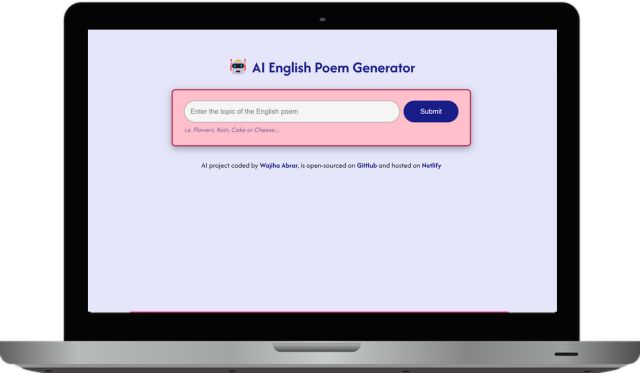 AI English Poem Generator
Enter the topic of the English poem
Submit
i.e. Flowers, Rain, Cake or Cheese...
AI project coded by Wajiha Abrar, is open-sourced on GitHub and hosted on Netlify